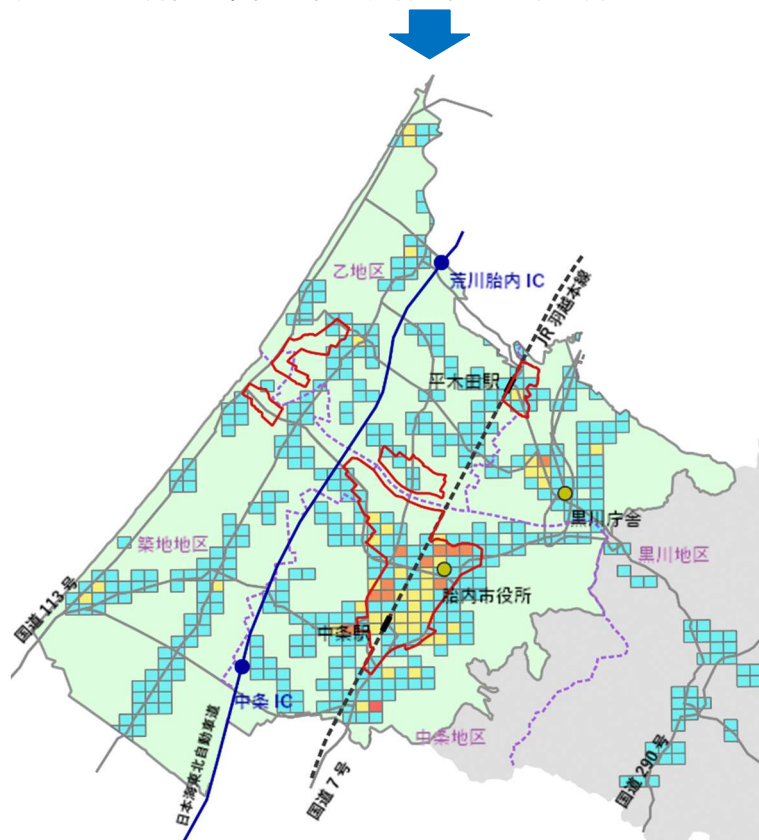 乙地区
荒川胎内 IC
JR 羽越本線
平木田駅
黒川庁舎
築地地区
黒川地区
国道 113 号
胎内市役所
中条駅
中条 IC
中条地区
日本海東北自動車道
国道 7 号
国道 290 号